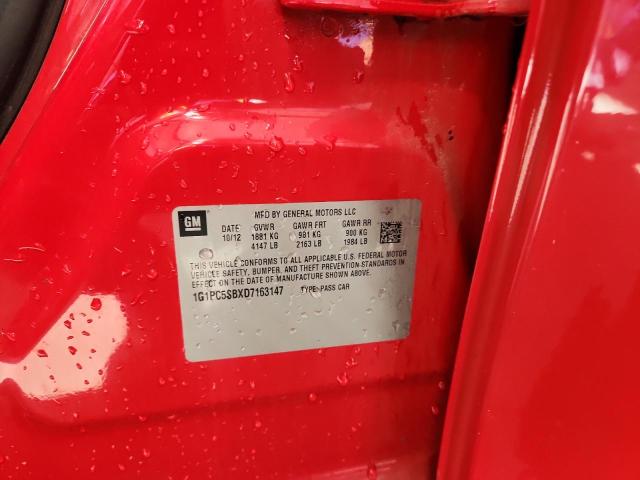 GM
MFD BY GENERAL MOTORS LLC
DATE GVWR GAWR FRT GAWR RR
10/12 1881 KG 981 KG 900 KG
4147 LB 2163 LB 1984 LB
THIS VEHICLE CONFORMS TO ALL APPLICABLE U.S. FEDERAL MOTOR
VEHICLE SAFETY, BUMPER, AND THEFT PREVENTION STANDARDS IN
EFFECT ON THE DATE OF MANUFACTURE SHOWN ABOVE.
1G1PC5SBXD7163147 TYPE: PASS CAR